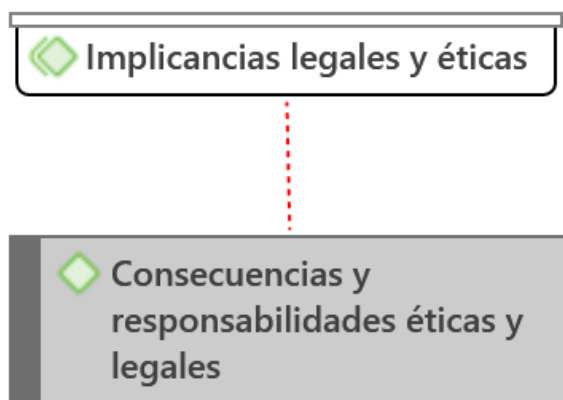 Implicancias legales y éticas
Consecuencias y
responsabilidades éticas y
legales